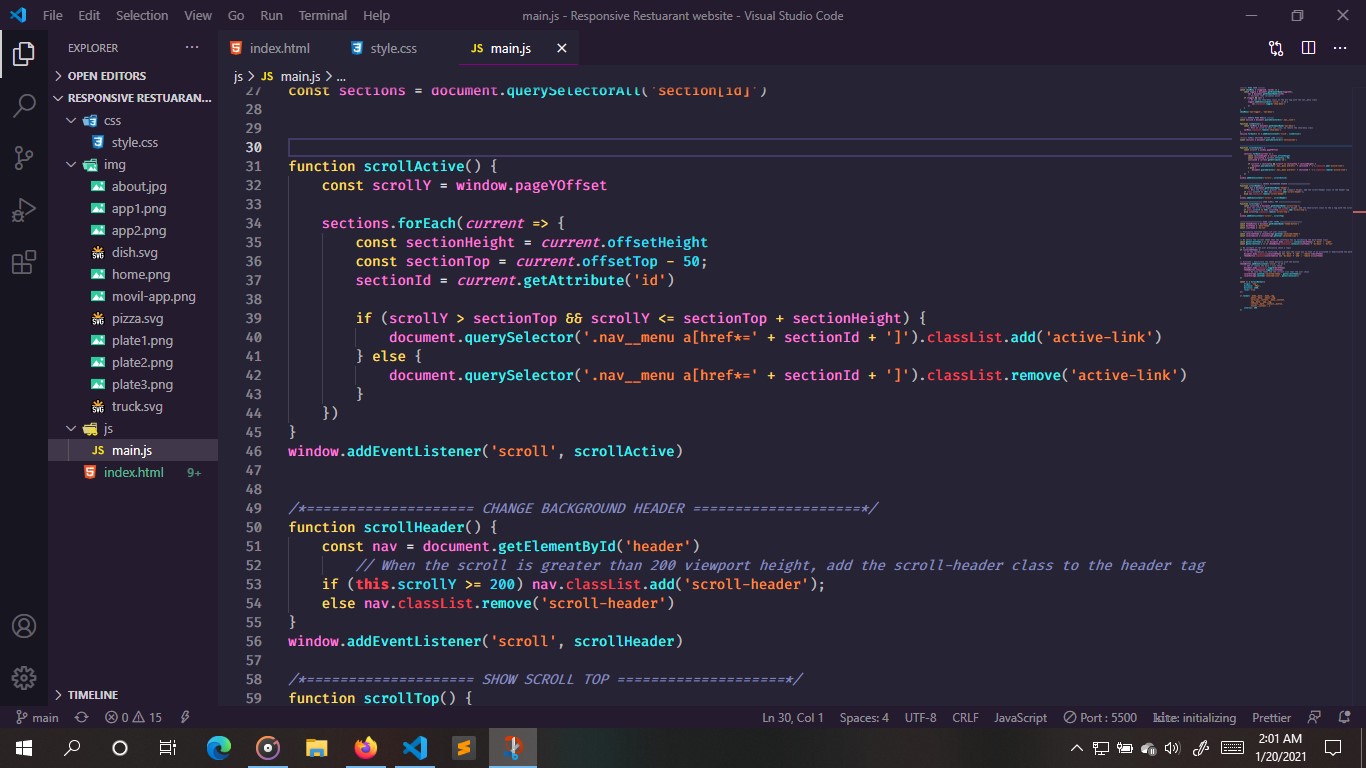 File Edit Selection View Go Run Terminal Help main.js - Responsive Restuarant website - Visual Studio Code
EXPLORER
OPEN EDITORS
RESPONSIVE RESTUARAN...
css
style.css
img
about.jpg
app1.png
app2.png
dish.svg
home.png
movil-app.png
pizza.svg
plate1.png
plate2.png
plate3.png
truck.svg
js
JS main.js
index.html 9+
TIMELINE
index.html style.css JS main.js
js > JS main.js > ...
27 const sections = document.querySelectorAll('section[id]')
28
29
30
31 function scrollActive() {
32 const scrollY = window.pageYOffset
33
34 sections.forEach(current => {
35 const sectionHeight = current.offsetHeight
36 const sectionTop = current.offsetTop - 50;
37 sectionId = current.getAttribute('id')
38
39 if (scrollY > sectionTop && scrollY <= sectionTop + sectionHeight) {
40 document.querySelector('.nav__menu a[href*=' + sectionId + ']').classList.add('active-link')
41 } else {
42 document.querySelector('.nav__menu a[href*=' + sectionId + ']').classList.remove('active-link')
43 }
44 })
45 }
46 window.addEventListener('scroll', scrollActive)
47
48
49 /*==================== CHANGE BACKGROUND HEADER ====================*/
50 function scrollHeader() {
51 const nav = document.getElementById('header')
52 // When the scroll is greater than 200 viewport height, add the scroll-header class to the header tag
53 if (this.scrollY >= 200) nav.classList.add('scroll-header');
54 else nav.classList.remove('scroll-header')
55 }
56 window.addEventListener('scroll', scrollHeader)
57
58 /*==================== SHOW SCROLL TOP ====================*/
59 function scrollTop() {
main 0 15 Ln 30, Col 1 Spaces: 4 UTF-8 CRLF JavaScript Port : 5500 kite: initializing Prettier
2:01 AM
1/20/2021